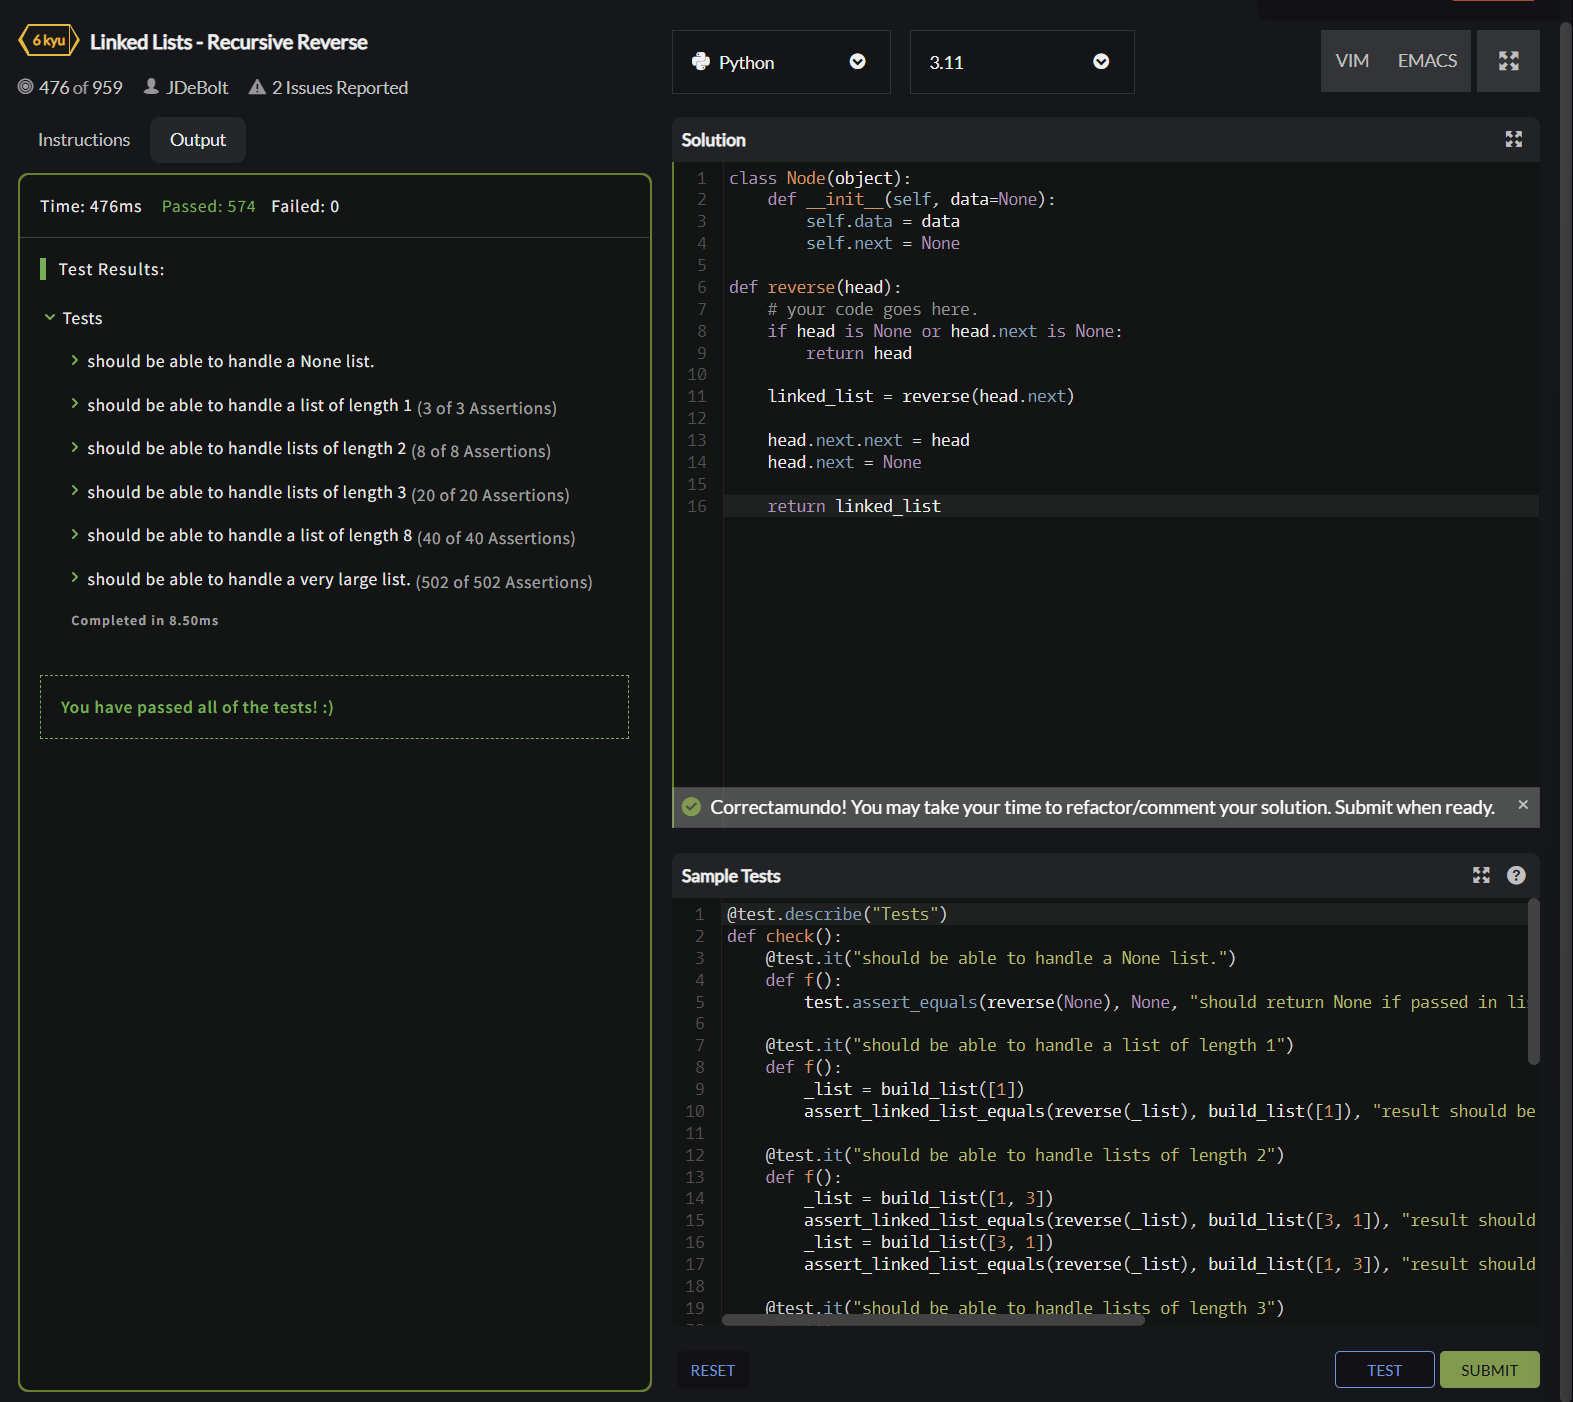 6 kyu
Linked Lists - Recursive Reverse
476 of 959 JDeBolt 2 Issues Reported
Instructions Output
Time: 476ms Passed: 574 Failed: 0
Test Results:
Tests
should be able to handle a None list.
should be able to handle a list of length 1 (3 of 3 Assertions)
should be able to handle lists of length 2 (8 of 8 Assertions)
should be able to handle lists of length 3 (20 of 20 Assertions)
should be able to handle a list of length 8 (40 of 40 Assertions)
should be able to handle a very large list. (502 of 502 Assertions)
Completed in 8.50ms
You have passed all of the tests! :)
Python 3.11 VIM EMACS
Solution
1 class Node(object):
2     def __init__(self, data=None):
3         self.data = data
4         self.next = None
5
6 def reverse(head):
7     # your code goes here.
8     if head is None or head.next is None:
9         return head
10
11     linked_list = reverse(head.next)
12
13     head.next.next = head
14     head.next = None
15
16     return linked_list
Correctamundo! You may take your time to refactor/comment your solution. Submit when ready. ×
Sample Tests ?
1 @test.describe("Tests")
2 def check():
3     @test.it("should be able to handle a None list.")
4     def f():
5         test.assert_equals(reverse(None), None, "should return None if passed in li
6
7     @test.it("should be able to handle a list of length 1")
8     def f():
9         _list = build_list([1])
10         assert_linked_list_equals(reverse(_list), build_list([1]), "result should be
11
12     @test.it("should be able to handle lists of length 2")
13     def f():
14         _list = build_list([1, 3])
15         assert_linked_list_equals(reverse(_list), build_list([3, 1]), "result should
16         _list = build_list([3, 1])
17         assert_linked_list_equals(reverse(_list), build_list([1, 3]), "result should
18
19     @test.it("should be able to handle lists of length 3")
RESET TEST SUBMIT